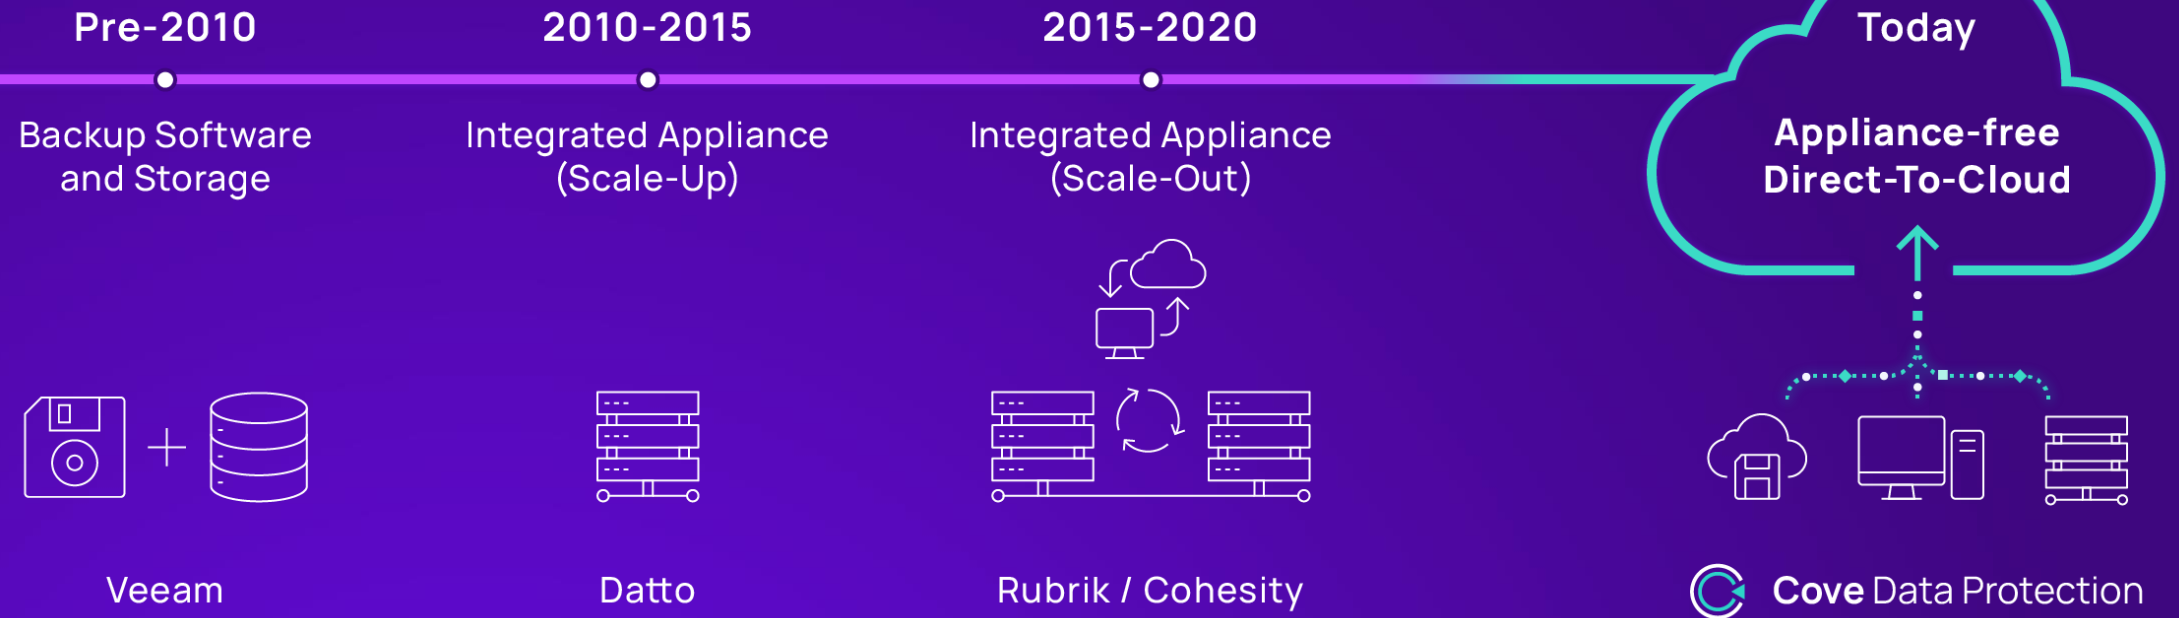 Pre-2010
2010-2015
2015-2020
Today
Backup Software
and Storage
Integrated Appliance
(Scale-Up)
Integrated Appliance
(Scale-Out)
Appliance-free
Direct-To-Cloud
Veeam
Datto
Rubrik / Cohesity
Cove Data Protection